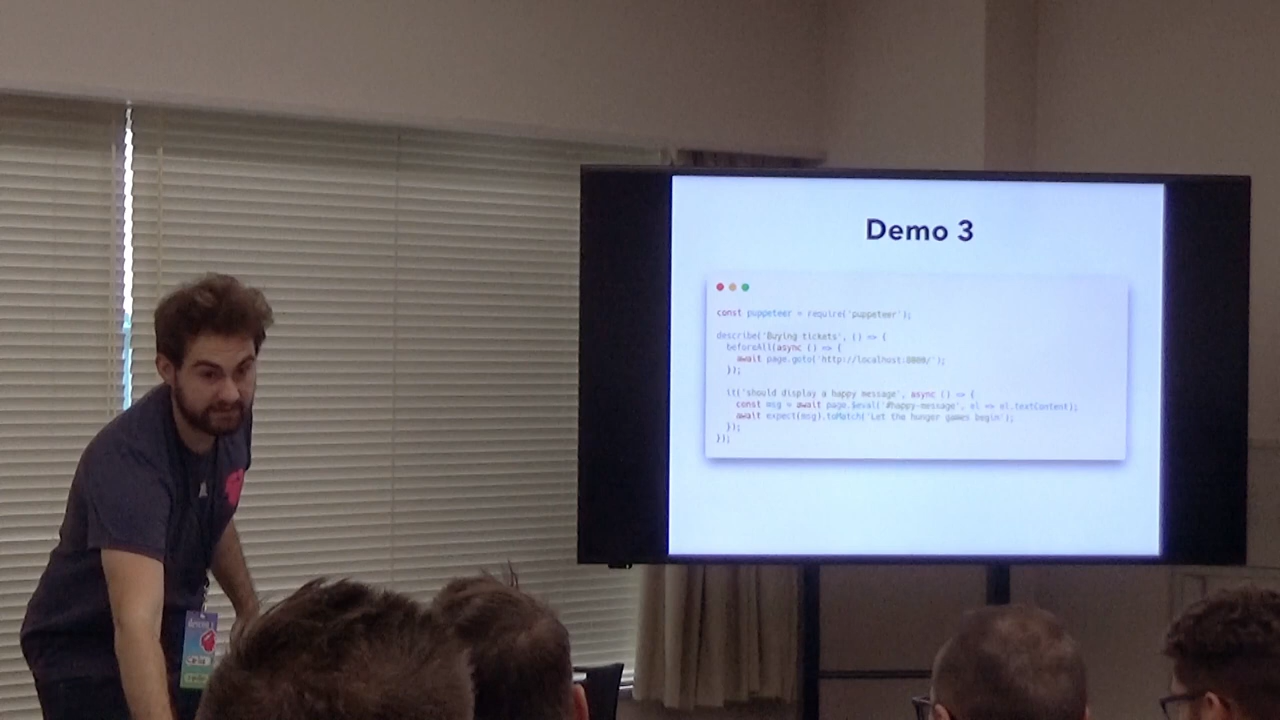 Demo 3
const puppeteer = require('puppeteer');
describe('Buying tickets', () => {
beforeAll(async () => {
await page.goto('http://localhost:8080/');
});
it('should display a happy message', async () => {
const msg = await page.$eval('#happy-message', el => el.textContent);
await expect(msg).toMatch('Let the hunger games begin');
});
});